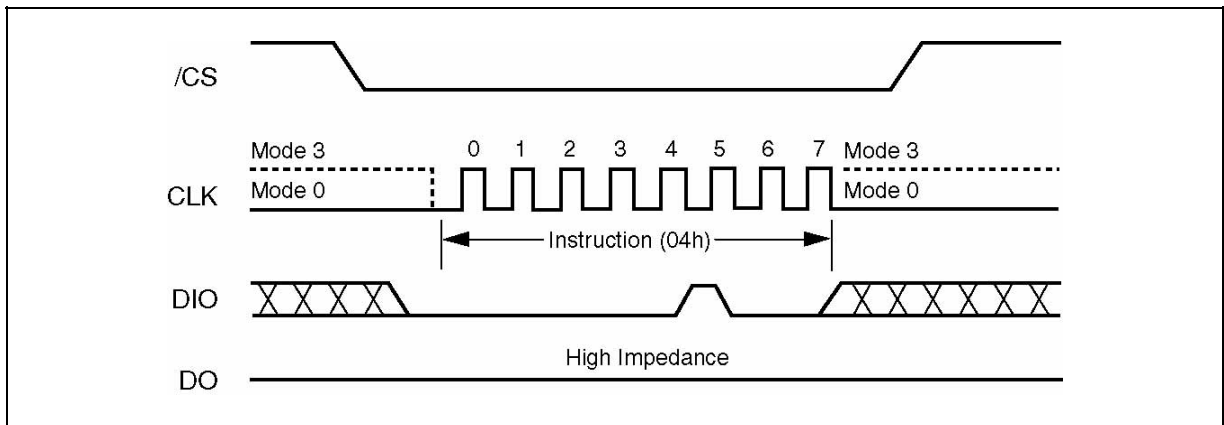 /CS
Mode 3 0 1 2 3 4 5 6 7 Mode 3
CLK Mode 0 Mode 0
Instruction (04h)
DIO
High Impedance
DO